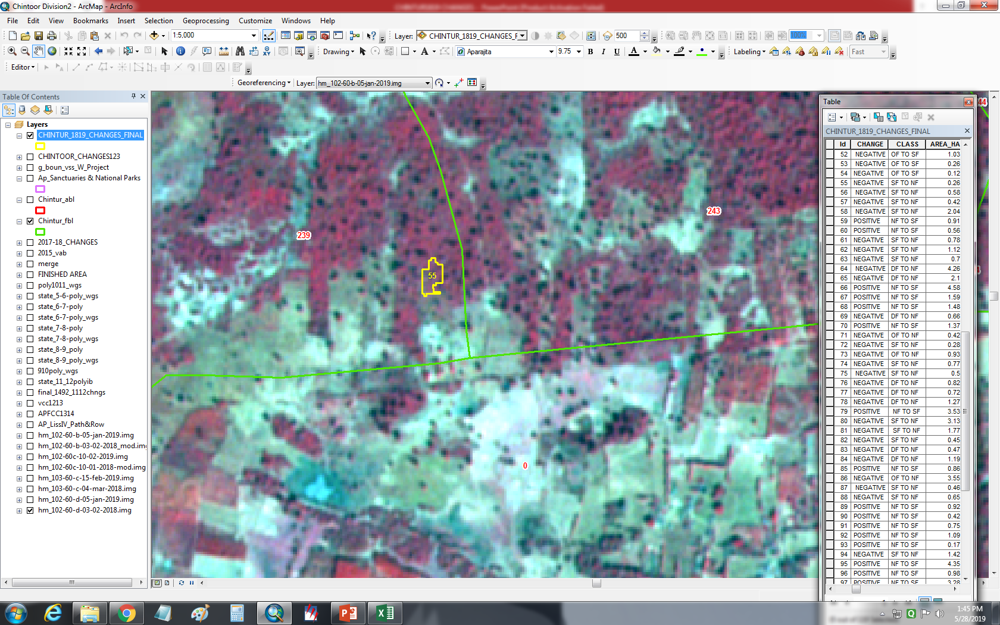 Chintoor Division2 - ArcMap - ArcInfo
File Edit View Bookmarks Insert Selection Geoprocessing Customize Windows Help
1:5,000 Layer: CHINTUR_1819_CHANGES_F 500 100%
Drawing Aparajita 9.75 B I U A Labeling Fast
Editor
Georeferencing Layer: hm_102-60-b-05-jan-2019.img
Table Of Contents
Layers
CHINTUR_1819_CHANGES_FINAL
CHINTOOR_CHANGES123
g_boun_vss_W_Project
Ap_Sanctuaries & National Parks
Chintur_abl
Chintur_fbl
2017-18_CHANGES
2015_vab
merge
FINISHED AREA
poly1011_wgs
state_5-6-poly_wgs
state_6-7-poly
state_6-7-poly_wgs
state_7-8-poly
state_7-8-poly_wgs
state_8-9_poly
state_8-9_poly_wgs
910poly_wgs
state_11_12polyib
final_1492_1112chngs
vcc1213
APFCC1314
AP_LissIV_Path&Row
hm_102-60-b-05-jan-2019.img
hm_102-60-b-03-02-2018_mod.im
hm_102-60c-10-02-2019.img
hm_102-60c-10-01-2018-mod.img
hm_103-60-c-15-feb-2019.img
hm_103-60-c-04-mar-2018.img
hm_102-60-d-05-jan-2019.img
hm_102-60-d-03-02-2018.img
239
243
55
0
44
Table
CHINTUR_1819_CHANGES_FINAL
Id CHANGE CLASS AREA_HA
52 NEGATIVE OF TO SF 1.03
53 NEGATIVE OF TO SF 0.26
54 NEGATIVE OF TO SF 0.12
55 NEGATIVE SF TO NF 0.26
56 NEGATIVE SF TO NF 0.58
57 NEGATIVE SF TO NF 0.42
58 NEGATIVE SF TO NF 2.04
59 POSITIVE NF TO SF 0.91
60 POSITIVE NF TO SF 0.56
61 NEGATIVE SF TO NF 0.78
62 NEGATIVE SF TO NF 1.12
63 NEGATIVE SF TO NF 0.7
64 NEGATIVE DF TO NF 4.26
65 NEGATIVE DF TO NF 2.1
66 POSITIVE NF TO SF 4.58
67 POSITIVE NF TO SF 1.59
68 POSITIVE NF TO SF 1.48
69 NEGATIVE DF TO NF 0.66
70 POSITIVE NF TO SF 1.37
71 NEGATIVE OF TO NF 0.42
72 NEGATIVE SF TO NF 0.28
73 NEGATIVE OF TO NF 0.93
74 NEGATIVE SF TO NF 0.77
75 NEGATIVE SF TO NF 0.5
76 NEGATIVE DF TO NF 0.82
77 NEGATIVE DF TO NF 0.72
78 NEGATIVE DF TO NF 1.27
79 POSITIVE NF TO SF 3.53
80 NEGATIVE SF TO NF 3.13
81 NEGATIVE SF TO NF 1.77
82 NEGATIVE SF TO NF 0.45
83 NEGATIVE DF TO NF 0.47
84 NEGATIVE DF TO NF 1.19
85 POSITIVE NF TO SF 0.86
86 NEGATIVE OF TO NF 3.55
87 NEGATIVE SF TO NF 0.46
88 NEGATIVE SF TO NF 0.65
89 POSITIVE NF TO SF 0.92
90 POSITIVE NF TO SF 0.42
91 POSITIVE NF TO SF 0.75
92 POSITIVE NF TO SF 1.09
93 POSITIVE NF TO SF 0.17
94 NEGATIVE SF TO NF 1.42
95 POSITIVE NF TO SF 4.35
96 POSITIVE NF TO SF 0.98
97 POSITIVE NF TO SF 3.28
1:45 PM
5/28/2019